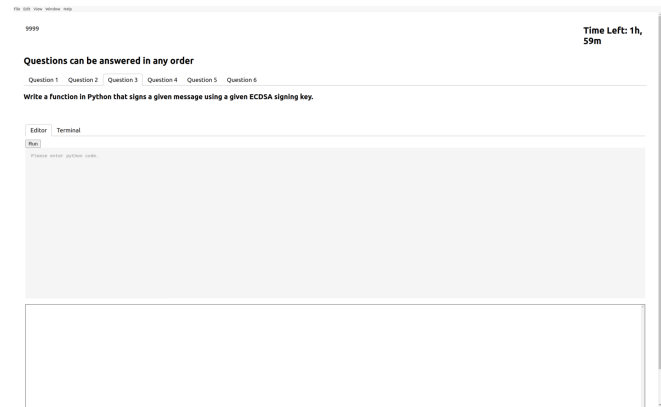 File Edit View Window Help
9999
Time Left: 1h,
59m
Questions can be answered in any order
Question 1 Question 2 Question 3 Question 4 Question 5 Question 6
Write a function in Python that signs a given message using a given ECDSA signing key.
Editor Terminal
Run
Please enter python code.